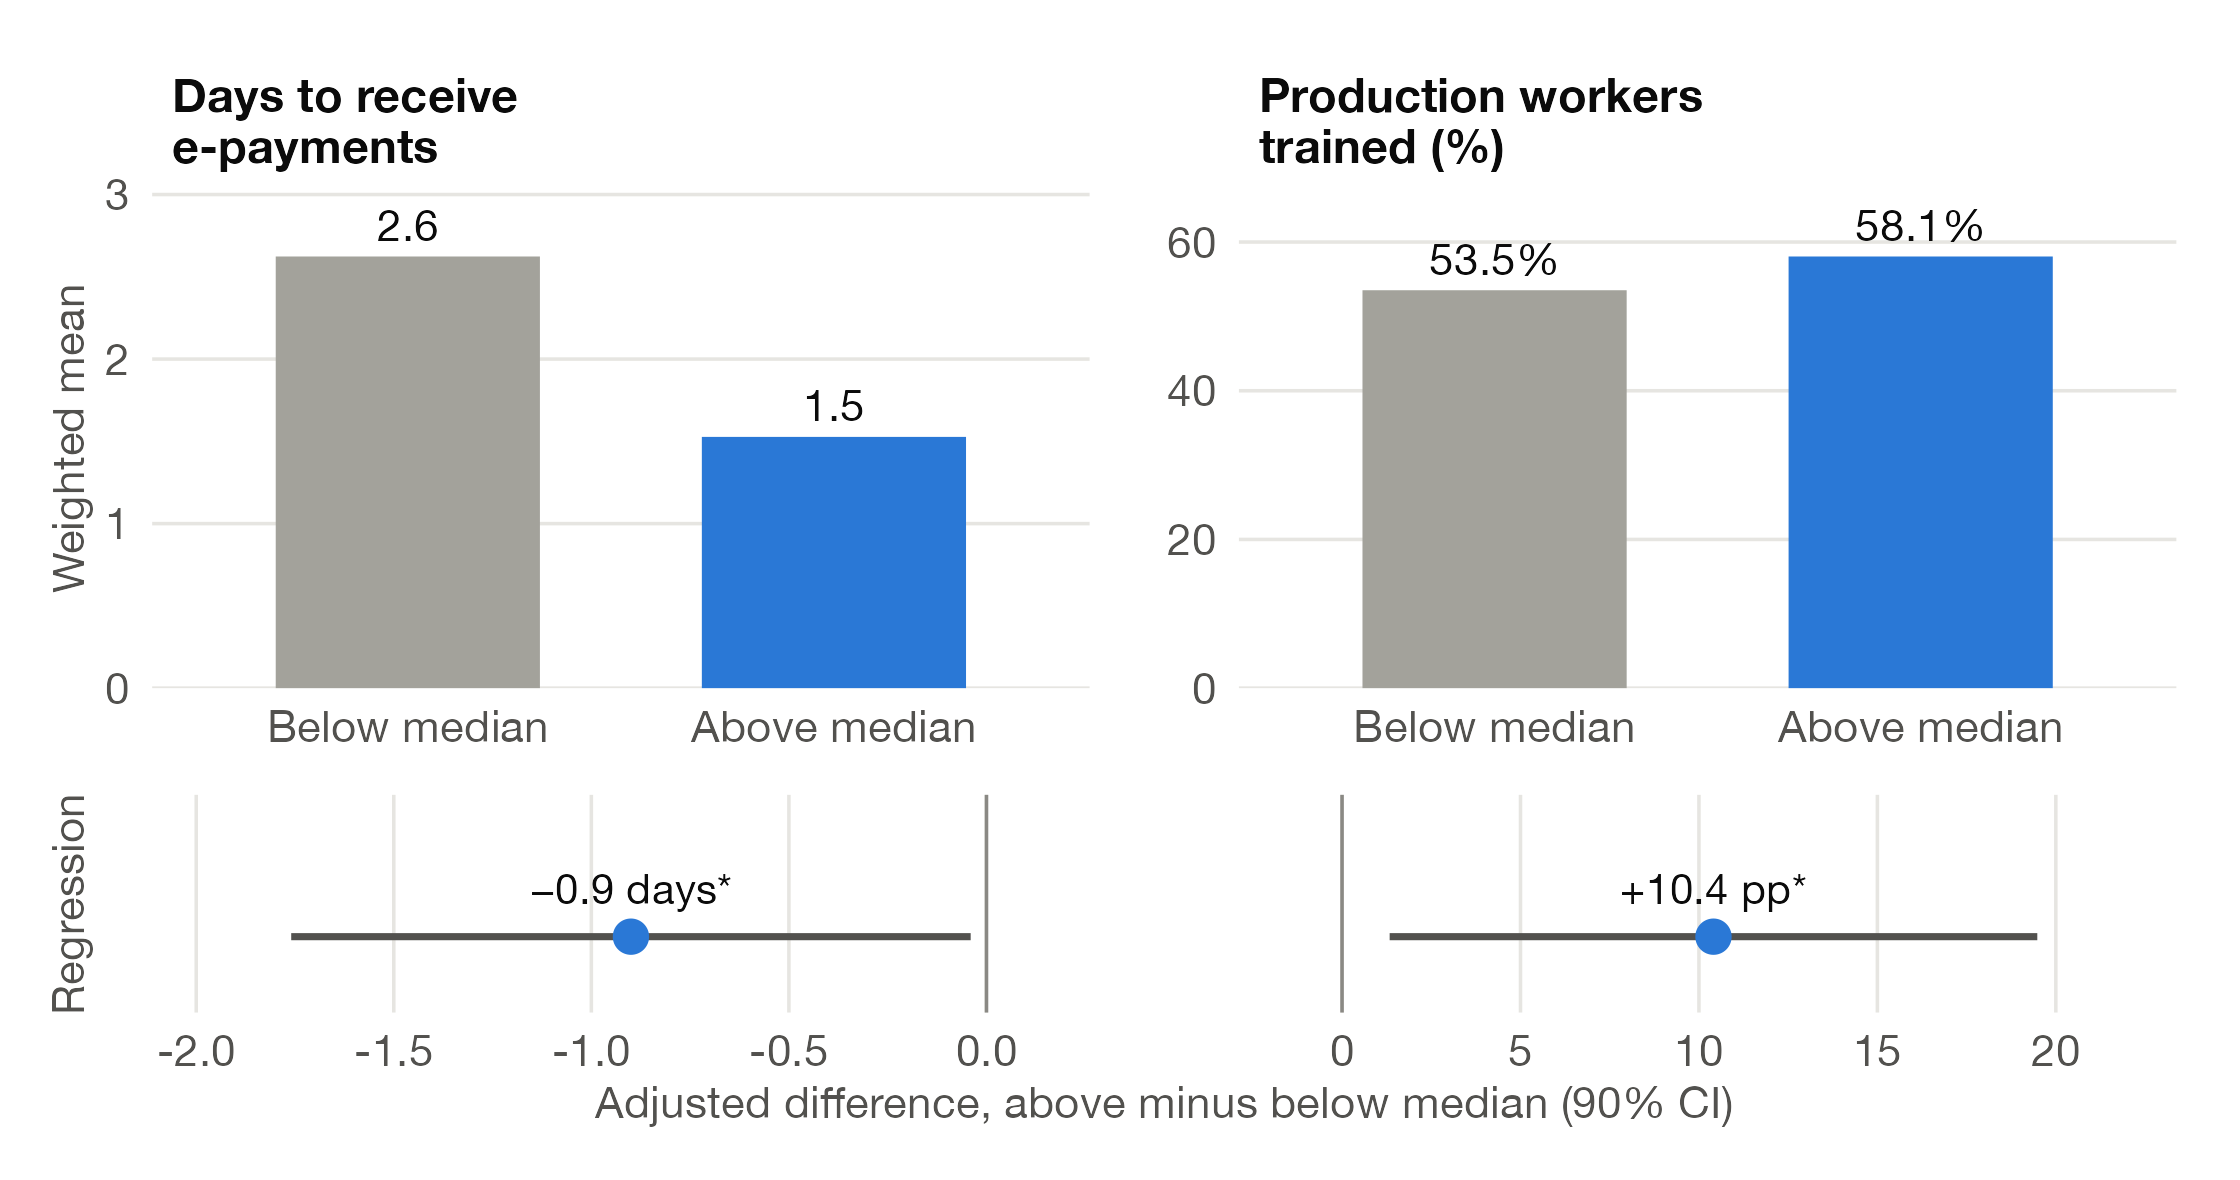 Days to receive
e-payments
Weighted mean
3
2
1
0
2.6
1.5
Below median
Above median
Production workers
trained (%)
60
40
20
0
53.5%
58.1%
Below median
Above median
Regression
−0.9 days*
-2.0
-1.5
-1.0
-0.5
0.0
+10.4 pp*
0
5
10
15
20
Adjusted difference, above minus below median (90% CI)